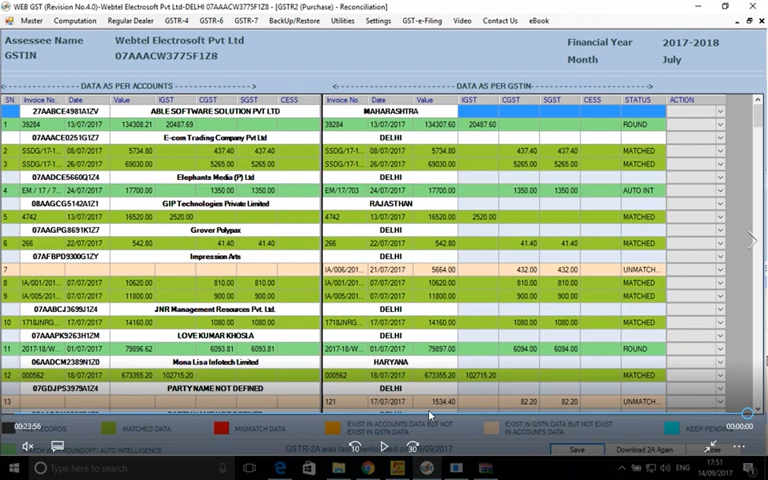 WEB GST (Revision No.4.0)-Webtel Electrosoft Pvt Ltd-DELHI 07AAACW3775F1Z8 - [GSTR2 (Purchase) - Reconciliation]
Master Computation Regular Dealer GSTR-4 GSTR-6 GSTR-7 BackUp/Restore Utilities Settings GST-e-Filing Video Contact Us eBook
Assessee Name Webtel Electrosoft Pvt Ltd Financial Year 2017-2018
GSTIN 07AAACW3775F1Z8 Month July
DATA AS PER ACCOUNTS DATA AS PER GSTIN
SN. Invoice No. Date Value IGST CGST SGST CESS Invoice No. Date Value IGST CGST SGST CESS STATUS ACTION
27AABCE4981A1ZV ABLE SOFTWARE SOLUTION PVT LTD MAHARASHTRA
1 39284 13/07/2017 134308.21 20487.69 39284 13/07/2017 134307.60 20487.60 ROUND
07AAACE0251G1Z7 E-com Trading Company Pvt Ltd DELHI
2 SSDG/17-1... 08/07/2017 5734.80 437.40 437.40 SSDG/17-1... 08/07/2017 5734.80 437.40 437.40 MATCHED
3 SSDG/17-1... 26/07/2017 69030.00 5265.00 5265.00 SSDG/17-1... 26/07/2017 69030.00 5265.00 5265.00 MATCHED
07AADCE5660Q1Z4 Elephants Media (P) Ltd DELHI
4 EM / 17 / 7... 24/07/2017 17700.00 1350.00 1350.00 EM/17/703 24/07/2017 17700.00 1350.00 1350.00 AUTO INT
08AAGCG5142A1Z1 GIP Technologies Private Limited RAJASTHAN
5 4742 13/07/2017 16520.00 2520.00 4742 13/07/2017 16520.00 2520.00 MATCHED
07AAGPG8691K1Z7 Grover Polypax DELHI
6 266 22/07/2017 542.80 41.40 41.40 266 22/07/2017 542.80 41.40 41.40 MATCHED
07AFBPD9300G1ZY Impression Arts DELHI
7 IA/006/201... 21/07/2017 5664.00 432.00 432.00 UNMATCH...
8 IA/001/201... 07/07/2017 10620.00 810.00 810.00 IA/001/201... 07/07/2017 10620.00 810.00 810.00 MATCHED
9 IA/005/201... 07/07/2017 11800.00 900.00 900.00 IA/005/201... 07/07/2017 11800.00 900.00 900.00 MATCHED
07AABCJ3699J1Z4 JNR Management Resources Pvt. Ltd. DELHI
10 1718JNRG... 17/07/2017 14160.00 1080.00 1080.00 1718JNRG... 17/07/2017 14160.00 1080.00 1080.00 MATCHED
07AAAPK9263H1ZM LOVE KUMAR KHOSLA DELHI
11 2017-18/W... 01/07/2017 79896.62 6093.81 6093.81 2017-18/W... 01/07/2017 79897.00 6094.00 6094.00 ROUND
06AADCM2389N1Z0 Mona Lisa Infotech Limited HARYANA
12 000562 18/07/2017 673355.20 102715.20 000562 18/07/2017 673355.20 102715.20 MATCHED
07GDJPS3979A1Z4 PARTY NAME NOT DEFINED DELHI
13 121 17/07/2017 1534.40 82.20 82.20 UNMATCH...
MATCHED DATA MISMATCH DATA EXIST IN ACCOUNTS DATA BUT NOT EXIST IN GSTN DATA EXIST IN GSTN DATA BUT NOT EXIST IN ACCOUNTS DATA KEEP PENDING
00:23:56 00:00:00
10 30
GSTR-2A was last downloaded on Save Download 2A Again Close
Type here to search
ENG 17:51
14/09/2017